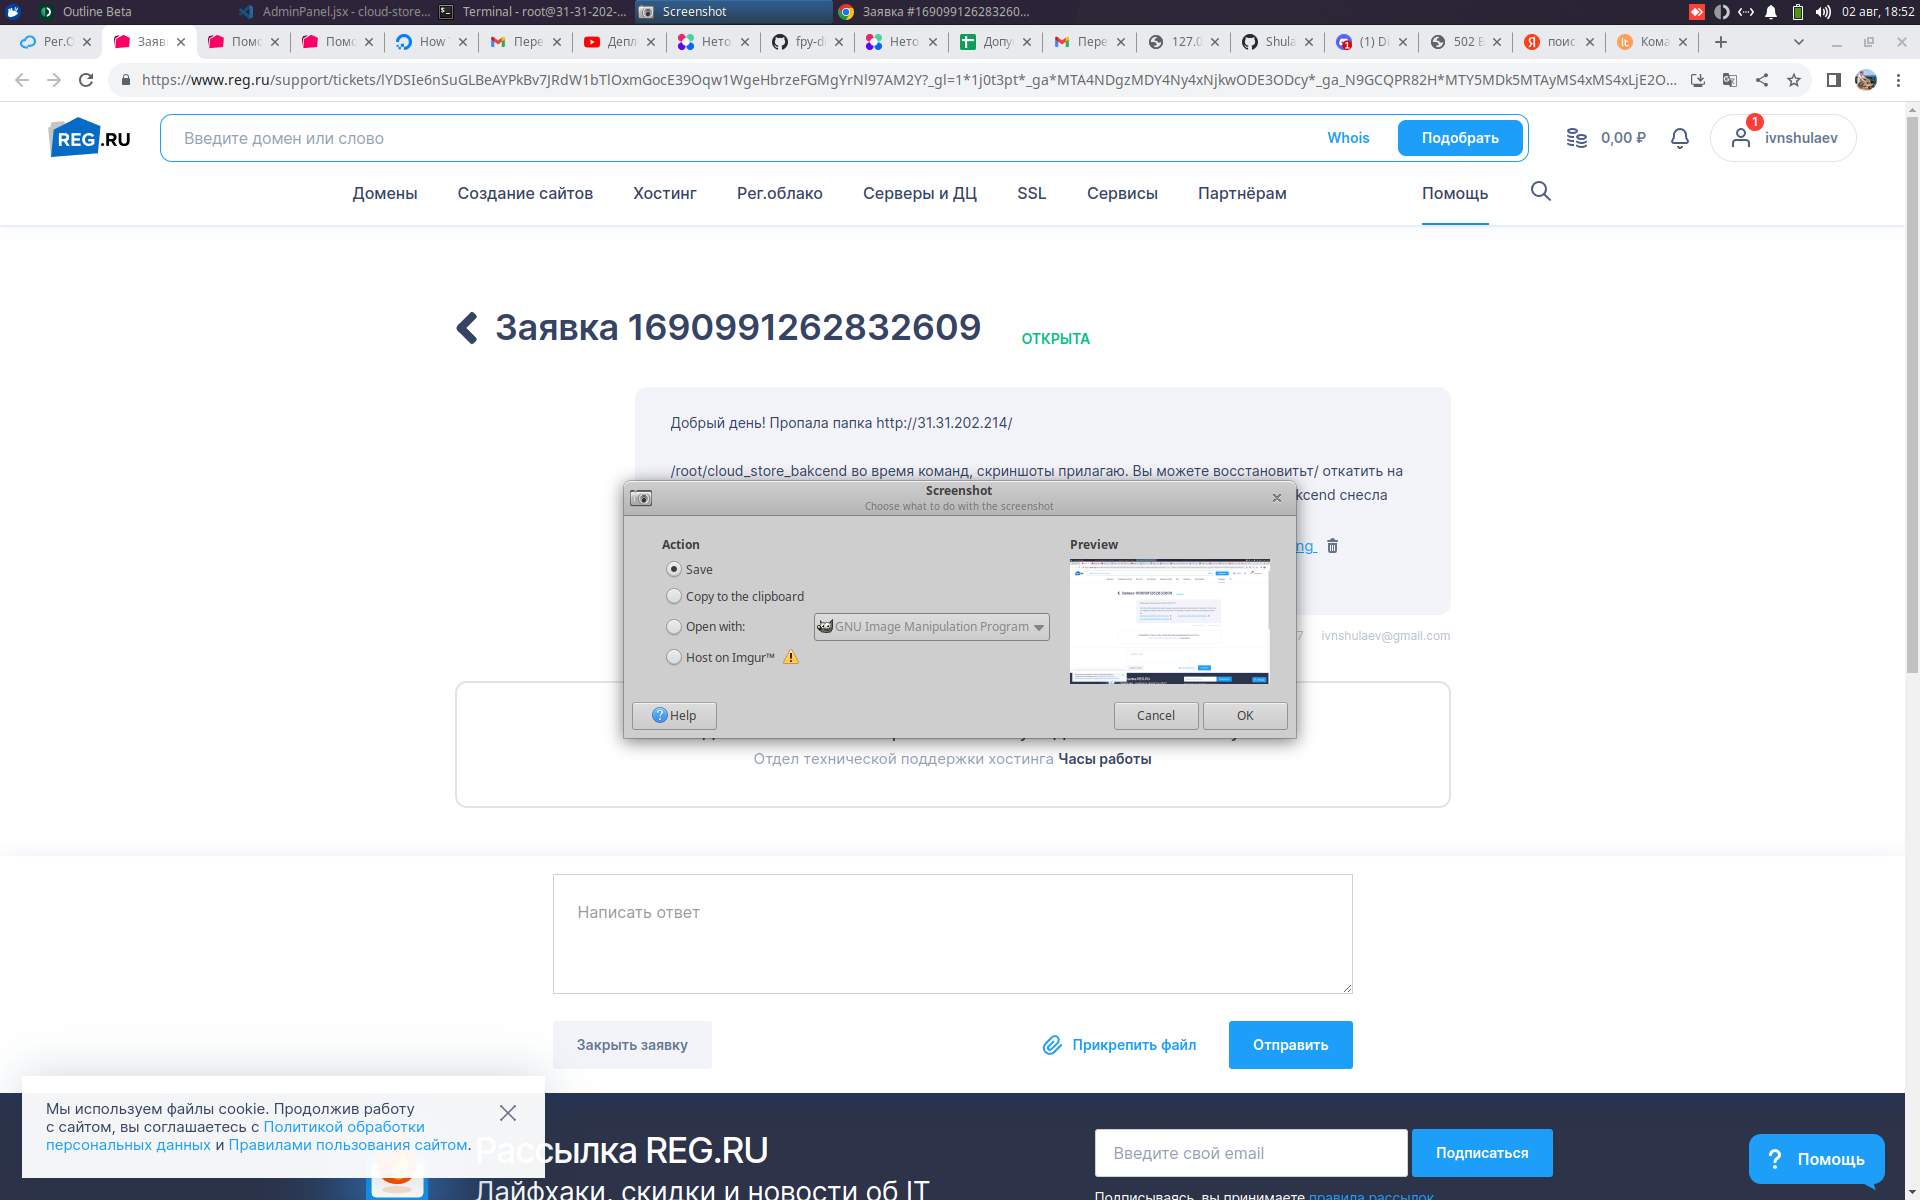 Outline Beta
AdminPanel.jsx - cloud-store...
Terminal - root@31-31-202-...
Screenshot
Заявка #169099126283260...
02 авг, 18:52
Рег.О
Заяв
Помо
Помо
How
Пере
Депл
Нето
fpy-d
Нето
Допу
Пере
127.0
Shula
(1) Di
502 B
поис
Кома
https://www.reg.ru/support/tickets/lYDSIe6nSuGLBeAYPkBv7JRdW1bTlOxmGocE39Oqw1WgeHbrzeFGMgYrNl97AM2Y?_gl=1*1j0t3pt*_ga*MTA4NDgzMDY4Ny4xNjkwODE3ODcy*_ga_N9GCQPR82H*MTY5MDk5MTAyMS4xMS4xLjE2O...
REG.RU
Введите домен или слово
Whois
Подобрать
0,00 ₽
1
ivnshulaev
Домены
Создание сайтов
Хостинг
Рег.облако
Серверы и ДЦ
SSL
Сервисы
Партнёрам
Помощь
Заявка 1690991262832609
ОТКРЫТА
Добрый день! Пропала папка http://31.31.202.214/
/root/cloud_store_bakcend во время команд, скриншоты прилагаю. Вы можете восстановитьт/ откатить на
kcend снесла
ng
7 ivnshulaev@gmail.com
Screenshot
Choose what to do with the screenshot
Action
Preview
Save
Copy to the clipboard
Open with:
GNU Image Manipulation Program
Host on Imgur™
Help
Cancel
OK
Отдел технической поддержки хостинга Часы работы
Написать ответ
Закрыть заявку
Прикрепить файл
Отправить
Мы используем файлы cookie. Продолжив работу
с сайтом, вы соглашаетесь с Политикой обработки
персональных данных и Правилами пользования сайтом.
Рассылка REG.RU
Лайфхаки, скидки и новости об IT
Введите свой email
Подписаться
Подписываясь, вы принимаете правила рассылок
? Помощь